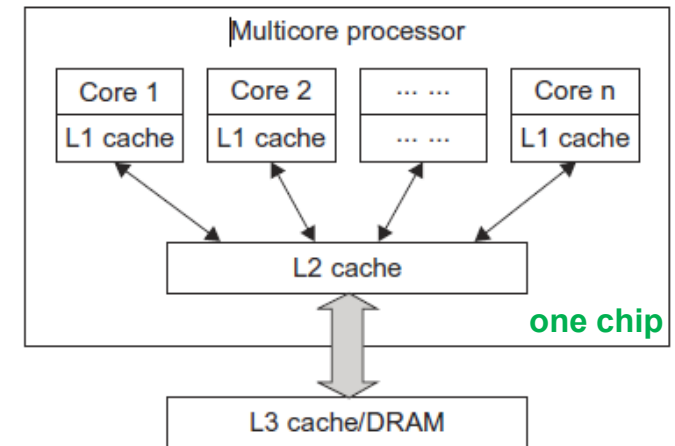 Multicore processor
Core 1 Core 2 ... ... Core n
L1 cache L1 cache ... ... L1 cache
L2 cache
one chip
L3 cache/DRAM